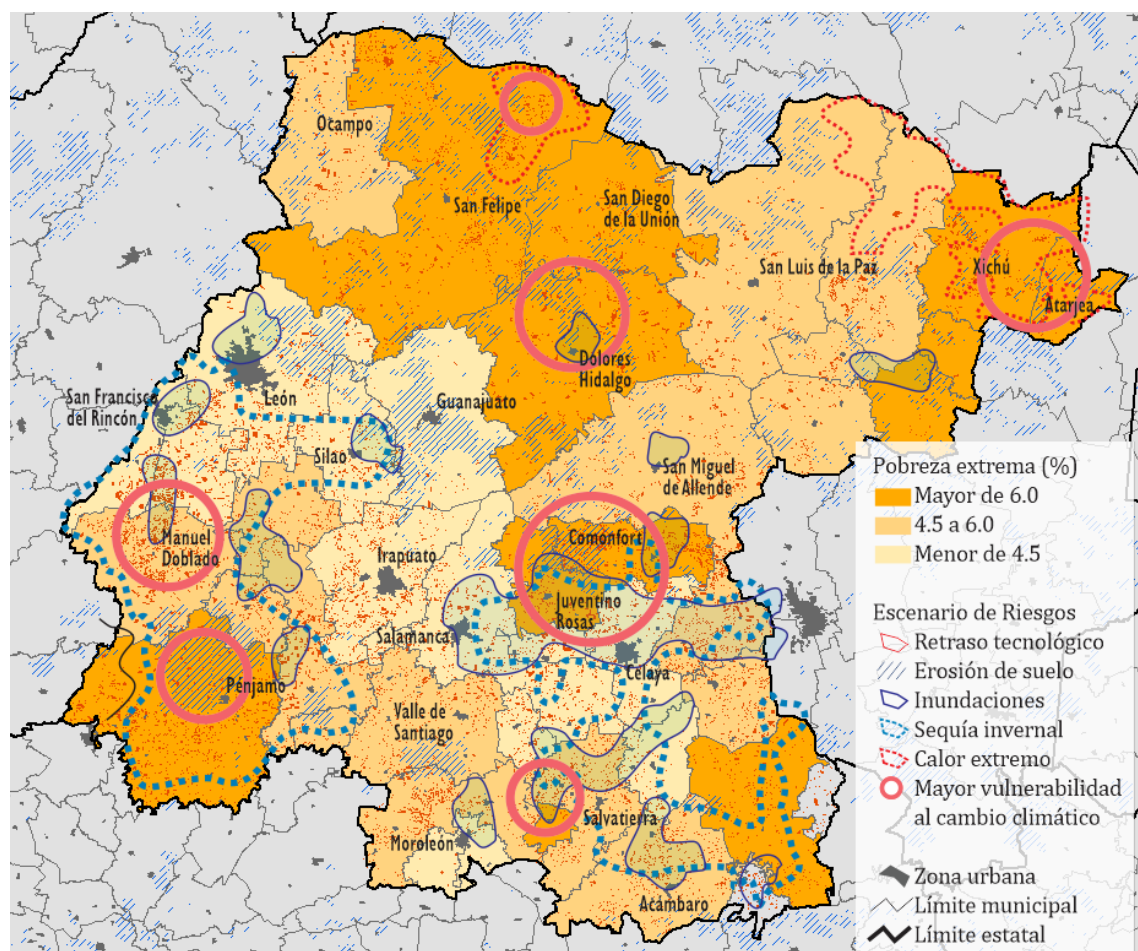 Ocampo
San Felipe
San Diego
de la Unión
San Luis de la Paz
Xichú
Atarjea
Dolores
Hidalgo
León
San Francisco
del Rincón
Guanajuato
Silao
San Miguel
de Allende
Manuel
Doblado
Irapuato
Comonfort
Juventino
Rosas
Salamanca
Celaya
Pénjamo
Valle de
Santiago
Salvatierra
Moroleón
Acámbaro
Pobreza extrema (%)
Mayor de 6.0
4.5 a 6.0
Menor de 4.5
Escenario de Riesgos
Retraso tecnológico
Erosión de suelo
Inundaciones
Sequía invernal
Calor extremo
Mayor vulnerabilidad
al cambio climático
Zona urbana
Límite municipal
Límite estatal